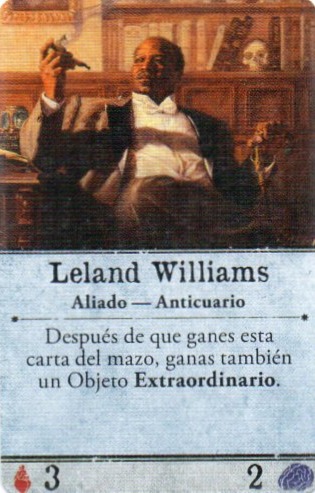 Leland Williams
Aliado — Anticuario
Después de que ganes esta
carta del mazo, ganas también
un Objeto Extraordinario.
3 2